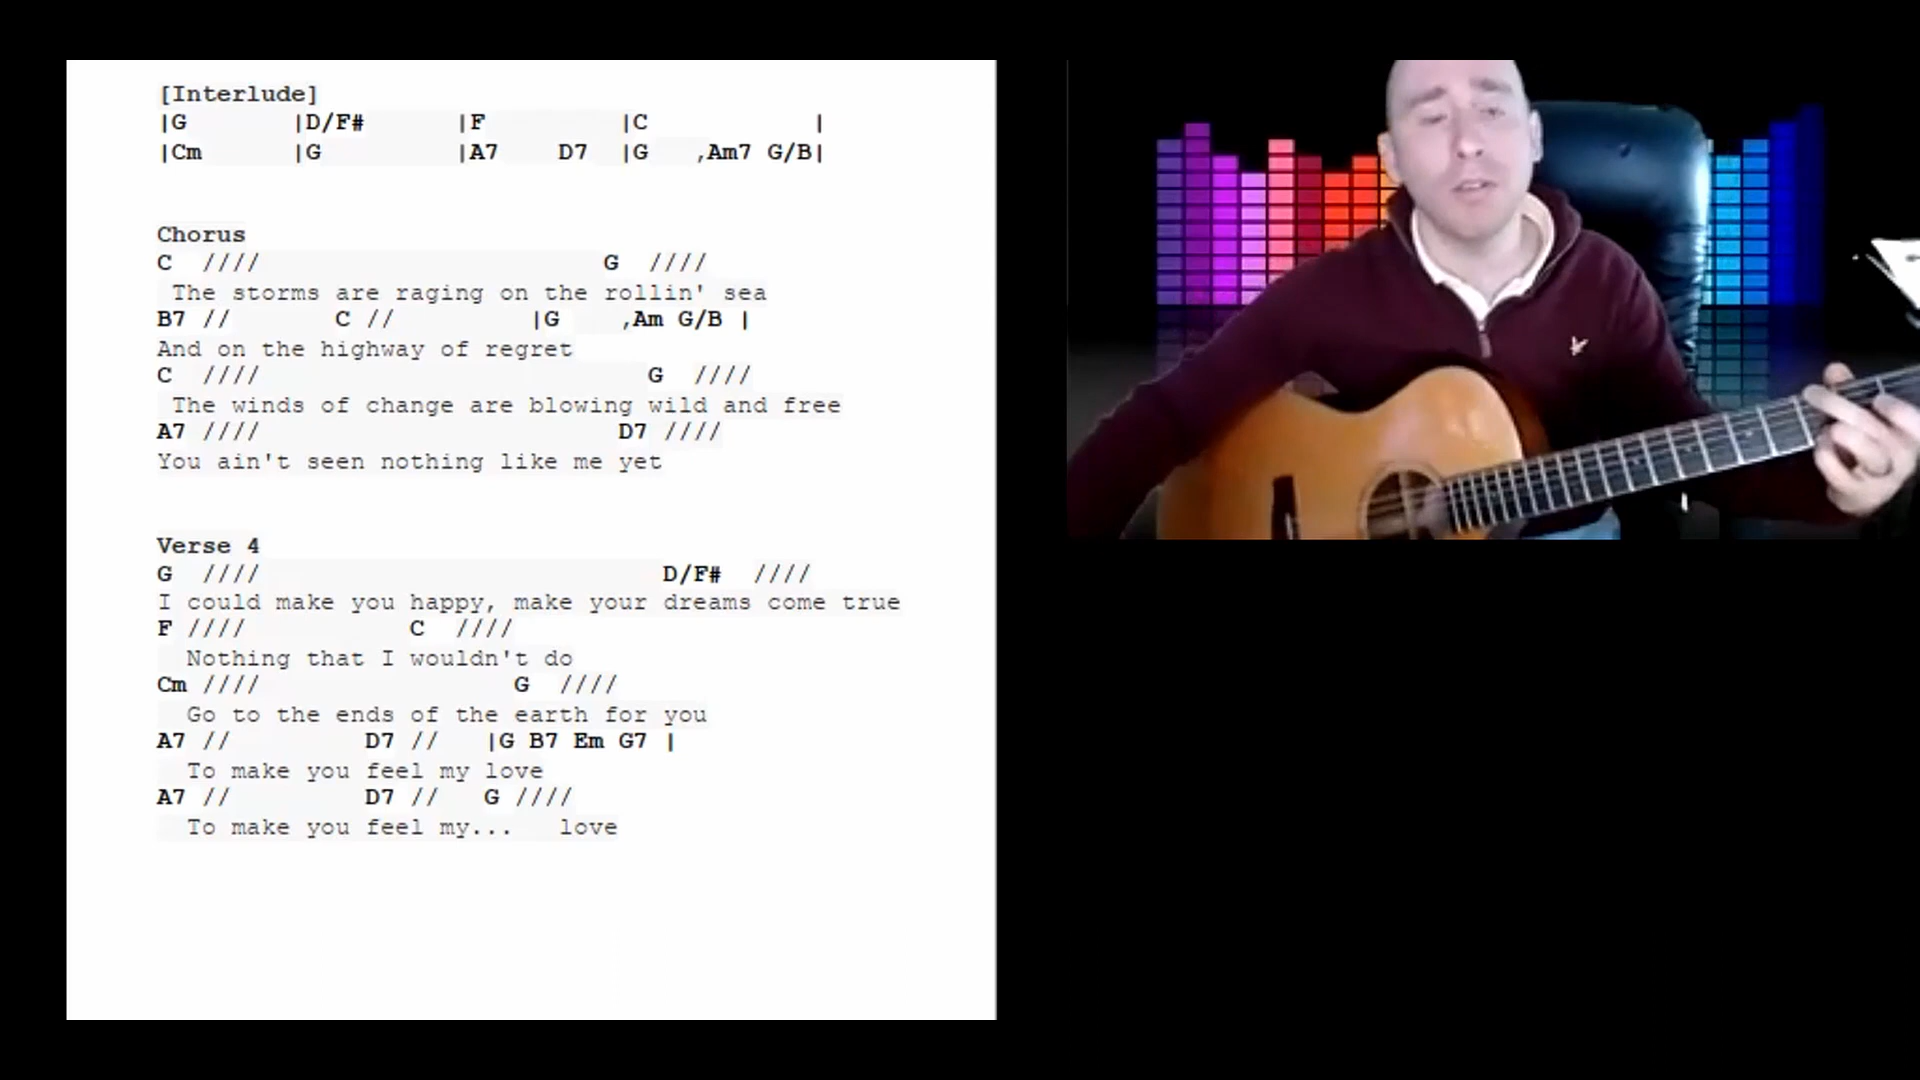 [Interlude]
|G |D/F# |F |C |
|Cm |G |A7 D7 |G ,Am7 G/B|
Chorus
C //// G ////
The storms are raging on the rollin' sea
B7 // C // |G ,Am G/B |
And on the highway of regret
C //// G ////
The winds of change are blowing wild and free
A7 //// D7 ////
You ain't seen nothing like me yet
Verse 4
G //// D/F# ////
I could make you happy, make your dreams come true
F //// C ////
Nothing that I wouldn't do
Cm //// G ////
Go to the ends of the earth for you
A7 // D7 // |G B7 Em G7 |
To make you feel my love
A7 // D7 // G ////
To make you feel my... love